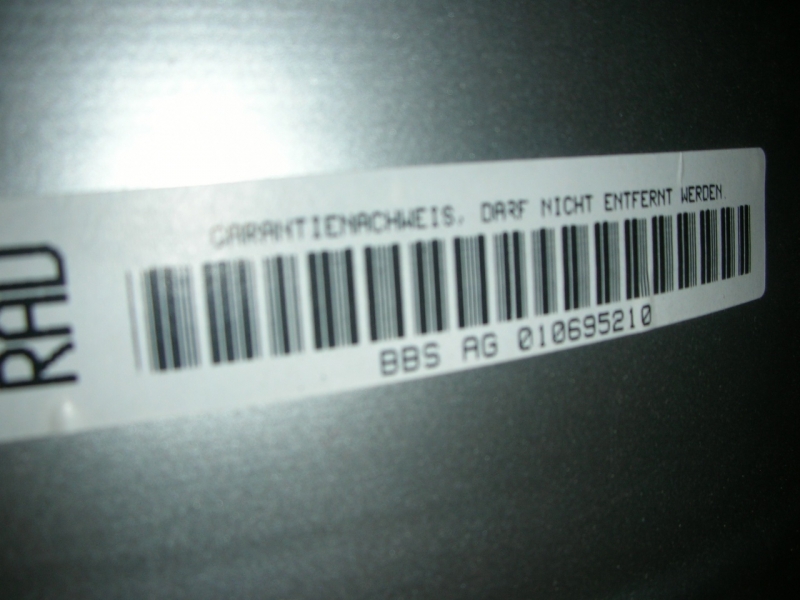 RAD
GARANTIENACHWEIS, DARF NICHT ENTFERNT WERDEN
BBS AG 010695210